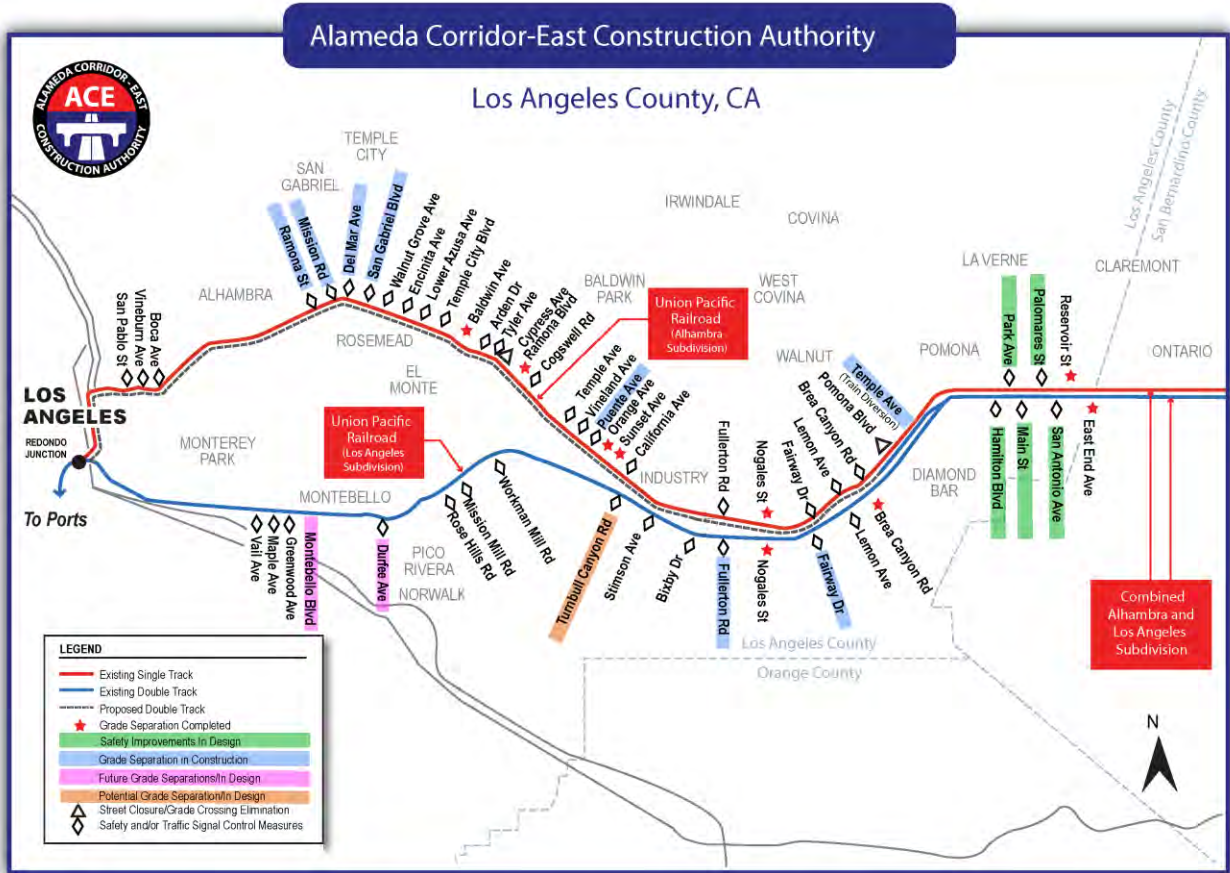 Alameda Corridor-East Construction Authority
Los Angeles County, CA
ALAMEDA CORRIDOR - EAST
ACE
CONSTRUCTION AUTHORITY
TEMPLE
CITY
SAN
GABRIEL
IRWINDALE
COVINA
Los Angeles County
San Bernardino County
LA VERNE
CLAREMONT
ALHAMBRA
ROSEMEAD
EL
MONTE
BALDWIN
PARK
WEST
COVINA
WALNUT
POMONA
ONTARIO
San Pablo St
Vineburn Ave
Boca Ave
Ramona St
Mission Rd
Del Mar Ave
San Gabriel Blvd
Walnut Grove Ave
Encinita Ave
Lower Azusa Ave
Temple City Blvd
Baldwin Ave
Arden Dr
Tyler Ave
Cypress Ave
Ramona Blvd
Cogswell Rd
Union Pacific
Railroad
(Alhambra
Subdivision)
Temple Ave
Vineland Ave
Puente Ave
Orange Ave
Sunset Ave
California Ave
Fullerton Rd
Nogales St
Fairway Dr
Lemon Ave
Brea Canyon Rd
Pomona Blvd
Temple Ave
(Train Diversion)
Park Ave
Palomares St
Reservoir St
LOS
ANGELES
REDONDO
JUNCTION
To Ports
MONTEREY
PARK
MONTEBELLO
Union Pacific
Railroad
(Los Angeles
Subdivision)
INDUSTRY
DIAMOND
BAR
PICO
RIVERA
NORWALK
Vail Ave
Maple Ave
Greenwood Ave
Montebello Blvd
Durfee Ave
Rose Hills Rd
Mission Mill Rd
Workman Mill Rd
Turnbull Canyon Rd
Stimson Ave
Bixby Dr
Fullerton Rd
Nogales St
Fairway Dr
Lemon Ave
Brea Canyon Rd
Hamilton Blvd
Main St
San Antonio Ave
East End Ave
Combined
Alhambra and
Los Angeles
Subdivision
Los Angeles County
Orange County
LEGEND
Existing Single Track
Existing Double Track
Proposed Double Track
Grade Separation Completed
Safety Improvements In Design
Grade Separation in Construction
Future Grade Separations/In Design
Potential Grade Separation/In Design
Street Closure/Grade Crossing Elimination
Safety and/or Traffic Signal Control Measures
N